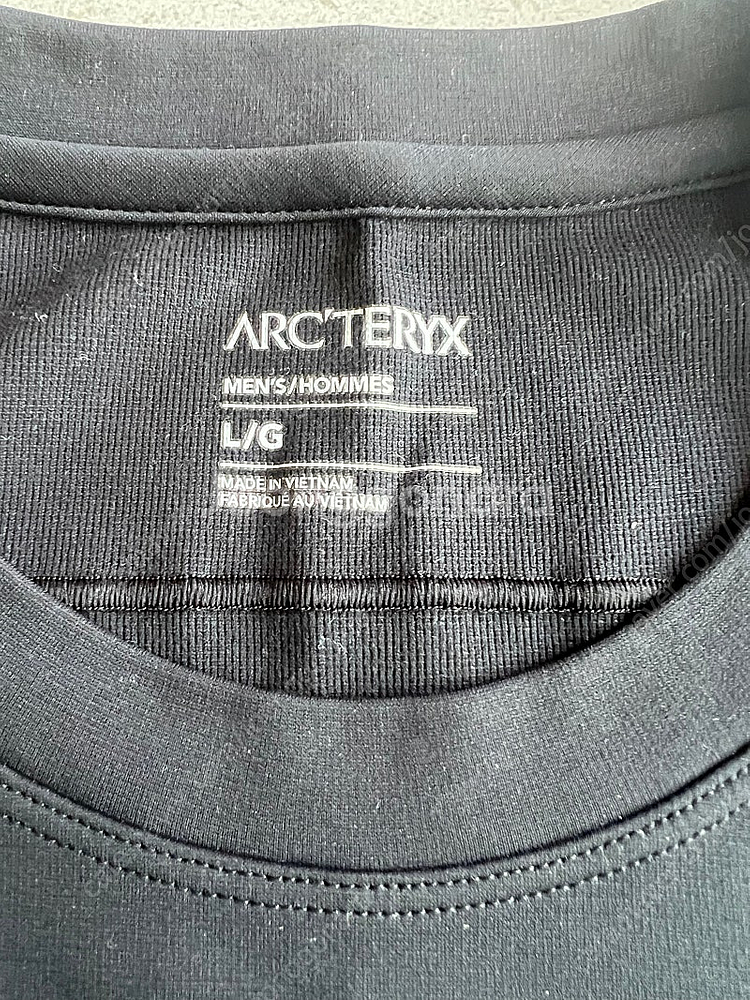 ARC'TERYX
MEN'S/HOMMES
L/G
MADE IN VIETNAM
FABRIQUÉ AU VIETNAM